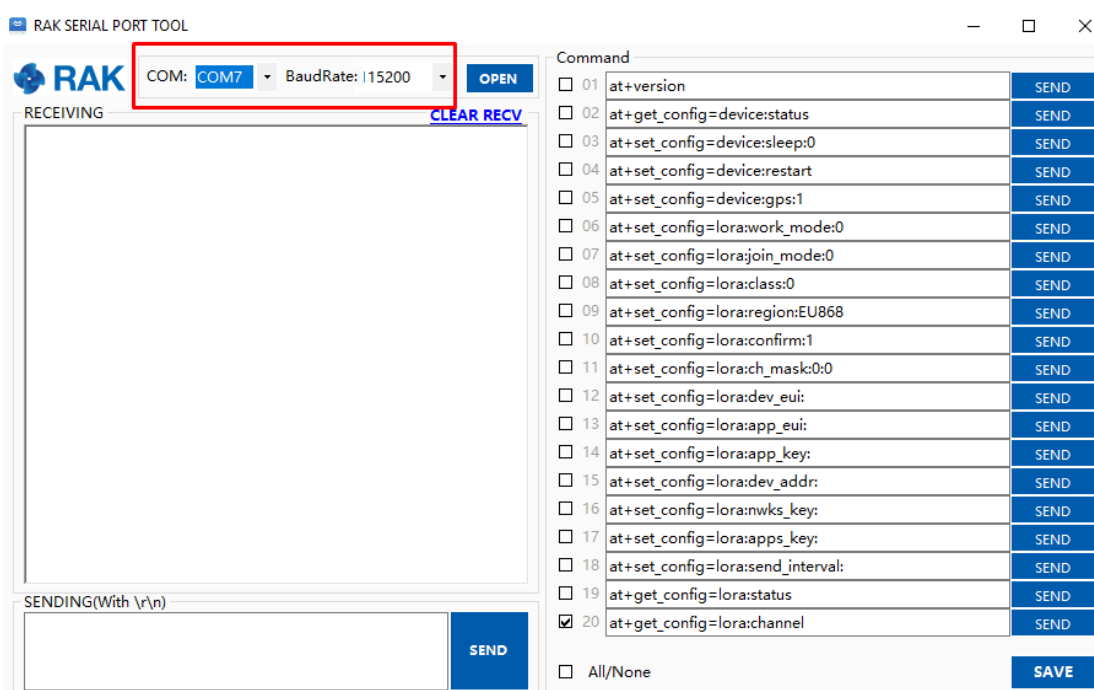 RAK SERIAL PORT TOOL
RAK
COM: COM7 BaudRate: 115200 OPEN
RECEIVING CLEAR RECV
SENDING(With \r\n)
SEND
Command
01 at+version SEND
02 at+get_config=device:status SEND
03 at+set_config=device:sleep:0 SEND
04 at+set_config=device:restart SEND
05 at+set_config=device:gps:1 SEND
06 at+set_config=lora:work_mode:0 SEND
07 at+set_config=lora:join_mode:0 SEND
08 at+set_config=lora:class:0 SEND
09 at+set_config=lora:region:EU868 SEND
10 at+set_config=lora:confirm:1 SEND
11 at+set_config=lora:ch_mask:0:0 SEND
12 at+set_config=lora:dev_eui: SEND
13 at+set_config=lora:app_eui: SEND
14 at+set_config=lora:app_key: SEND
15 at+set_config=lora:dev_addr: SEND
16 at+set_config=lora:nwks_key: SEND
17 at+set_config=lora:apps_key: SEND
18 at+set_config=lora:send_interval: SEND
19 at+get_config=lora:status SEND
20 at+get_config=lora:channel SEND
All/None SAVE